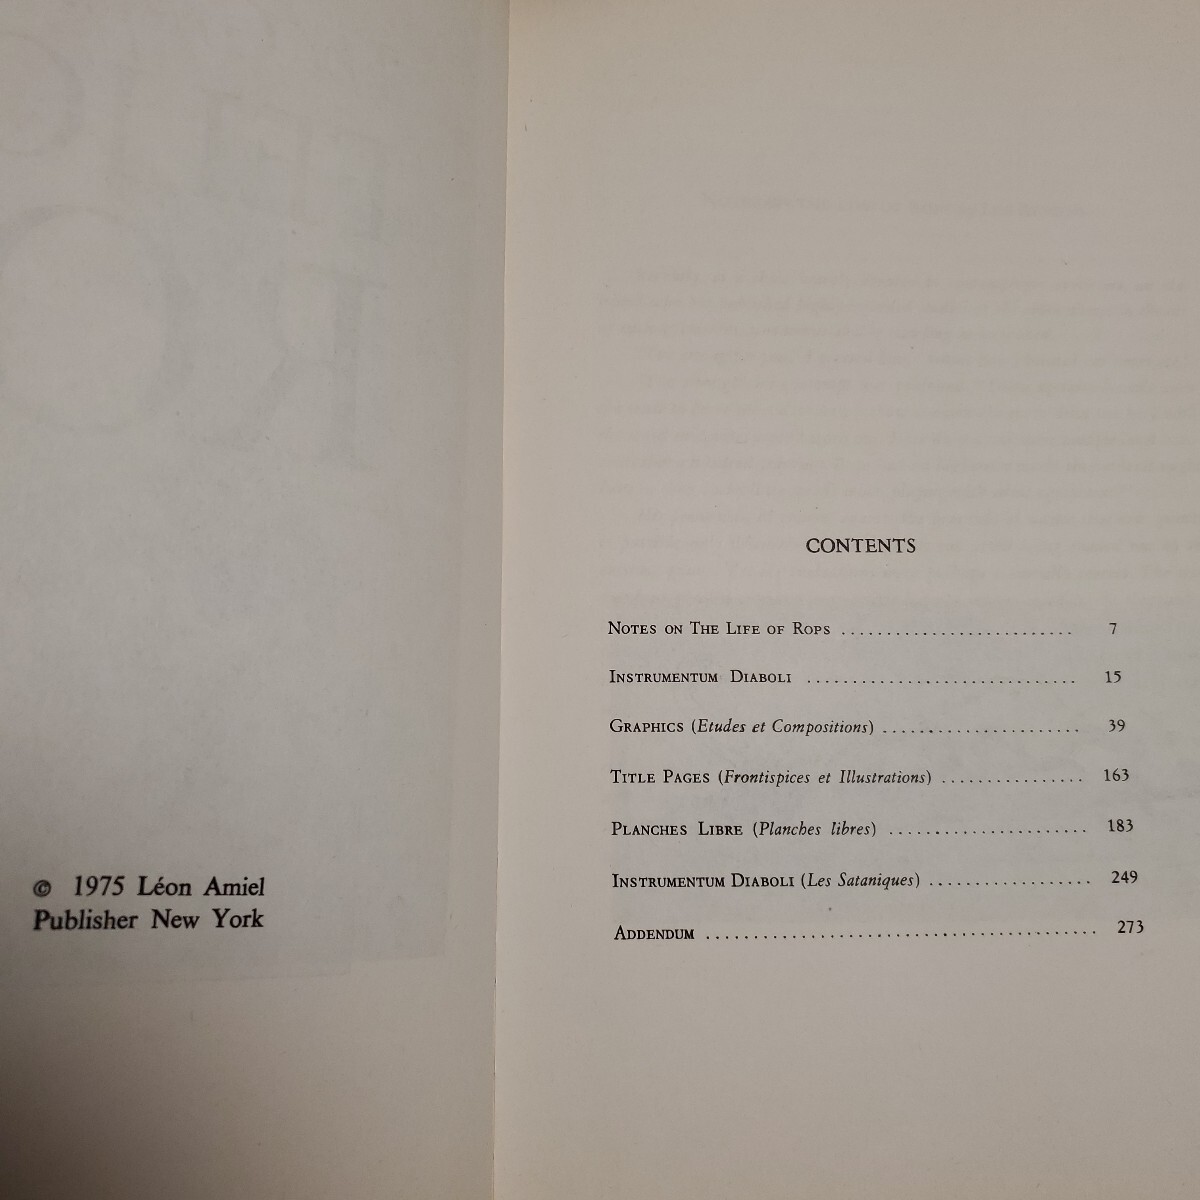 © 1975 Léon Amiel
Publisher New York
CONTENTS
Notes on The Life of Rops .......................... 7
Instrumentum Diaboli .............................. 15
Graphics (Etudes et Compositions) ...................... 39
Title Pages (Frontispices et Illustrations) ................ 163
Planches Libre (Planches libres) ...................... 183
Instrumentum Diaboli (Les Sataniques) .................. 249
Addendum ......................................... 273